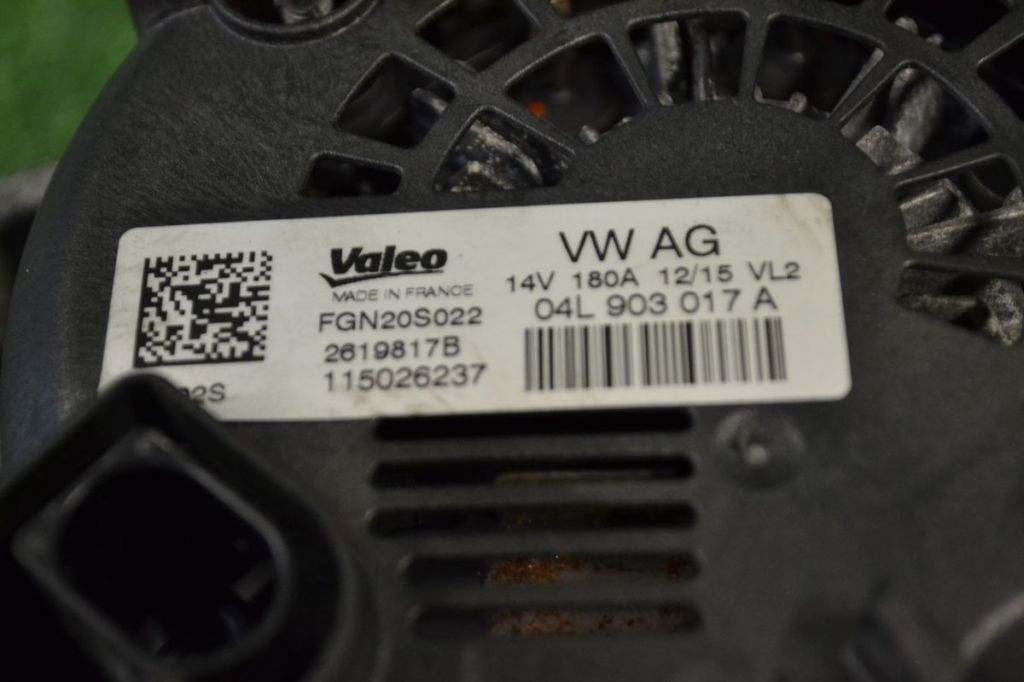 Valeo
MADE IN FRANCE
FGN20S022
2619817B
115026237
VW AG
14V 180A 12/15 VL2
04L 903 017 A